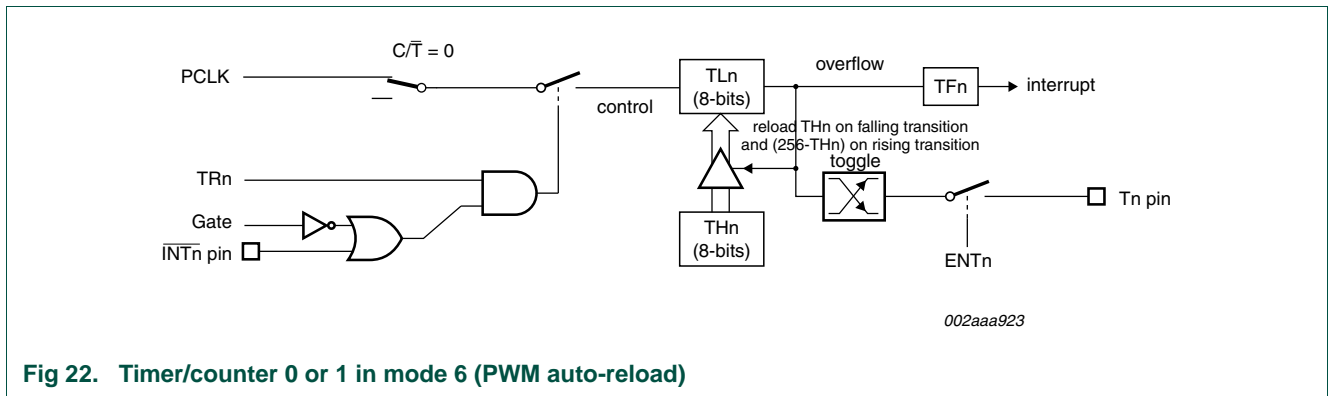 C/T̅ = 0
PCLK
control
TLn
(8-bits)
overflow
TFn
interrupt
reload THn on falling transition
and (256-THn) on rising transition
toggle
TRn
Gate
I̅N̅T̅n̅ pin
THn
(8-bits)
Tn pin
ENTn
002aaa923
Fig 22. Timer/counter 0 or 1 in mode 6 (PWM auto-reload)